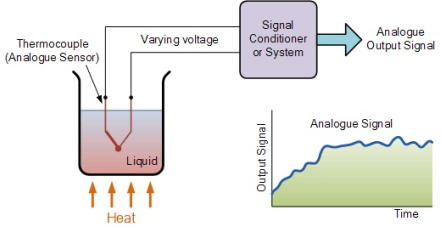 Thermocouple
(Analogue Sensor)
Varying voltage
Signal
Conditioner
or System
Analogue
Output Signal
Liquid
Heat
Output Signal
Analogue Signal
Time